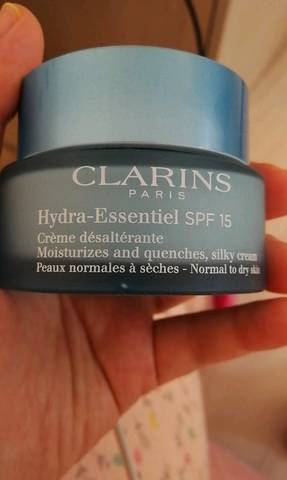 CLARINS
PARIS
Hydra-Essentiel SPF 15
Crème désaltérante
Moisturizes and quenches, silky cream
Peaux normales à sèches - Normal to dry skin